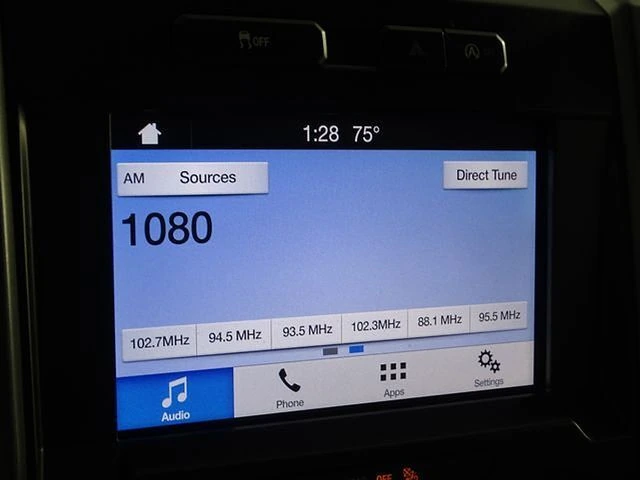 OFF
1:28 75°
AM Sources Direct Tune
1080
102.7MHz 94.5 MHz 93.5 MHz 102.3MHz 88.1 MHz 95.5 MHz
Audio Phone Apps Settings
OFF